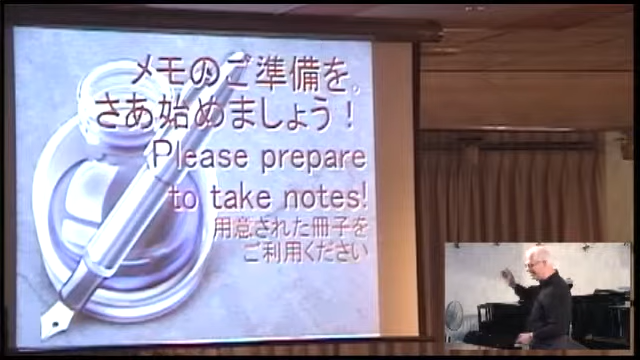 メモのご準備を。
さあ始めましょう！
Please prepare
to take notes!
用意された冊子を
ご利用ください